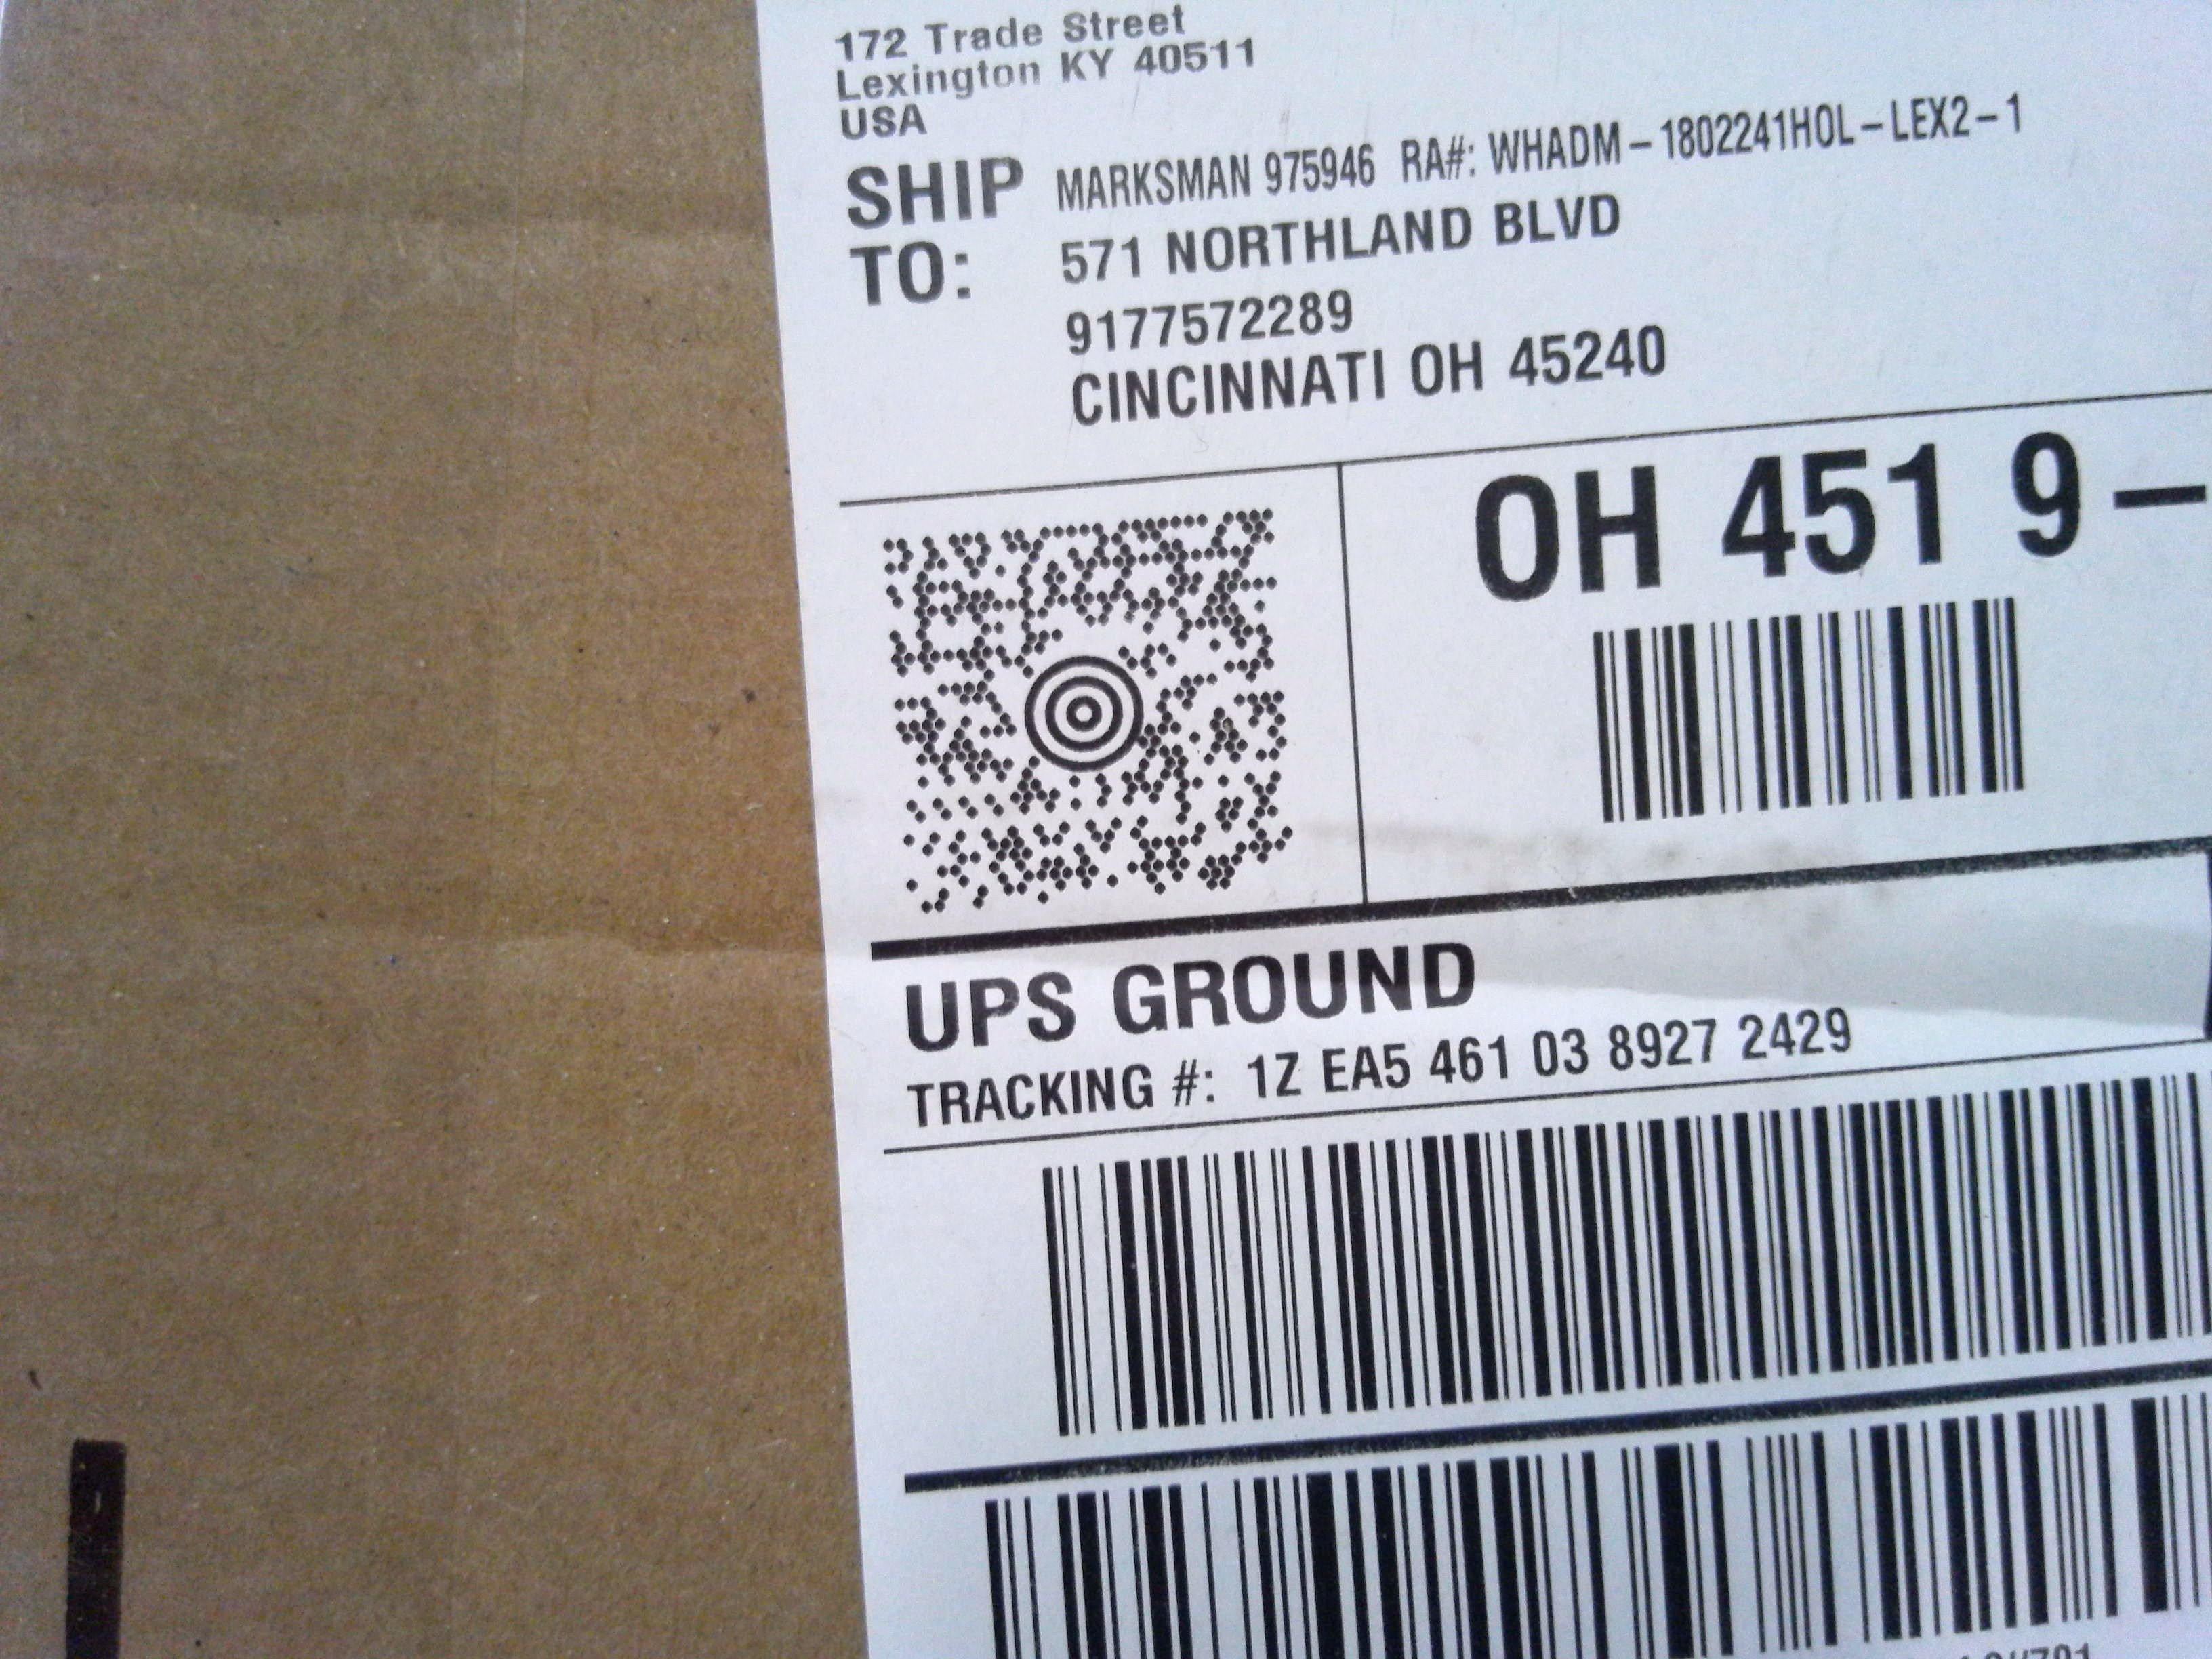 172 Trade Street
Lexington KY 40511
USA
SHIP TO: MARKSMAN 975946 RA#: WHADM-1802241HOL-LEX2-1
571 NORTHLAND BLVD
9177572289
CINCINNATI OH 45240
OH 451 9-
UPS GROUND
TRACKING #: 1Z EA5 461 03 8927 2429